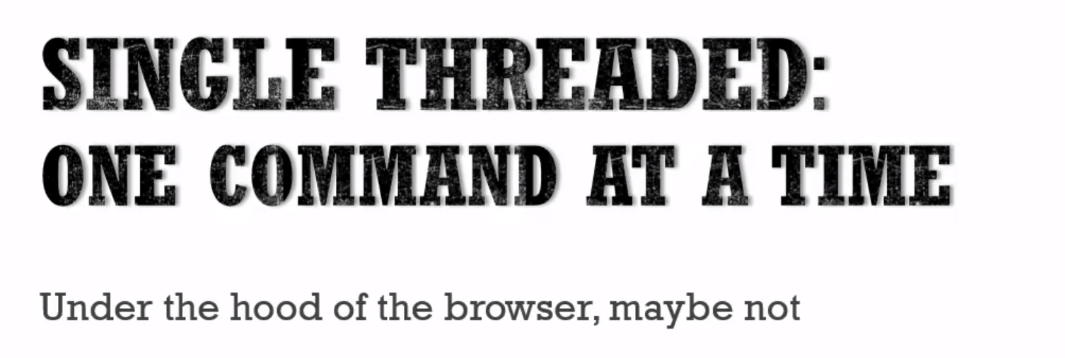 SINGLE THREADED:
ONE COMMAND AT A TIME
Under the hood of the browser, maybe not